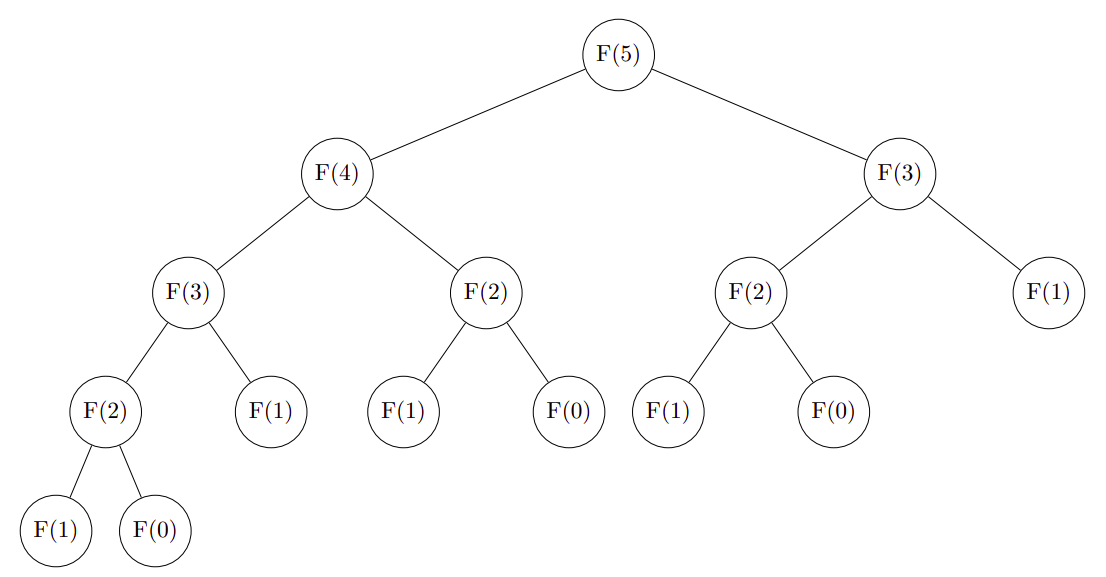 F(5)
F(4) F(3)
F(3) F(2) F(2) F(1)
F(2) F(1) F(1) F(0) F(1) F(0)
F(1) F(0)